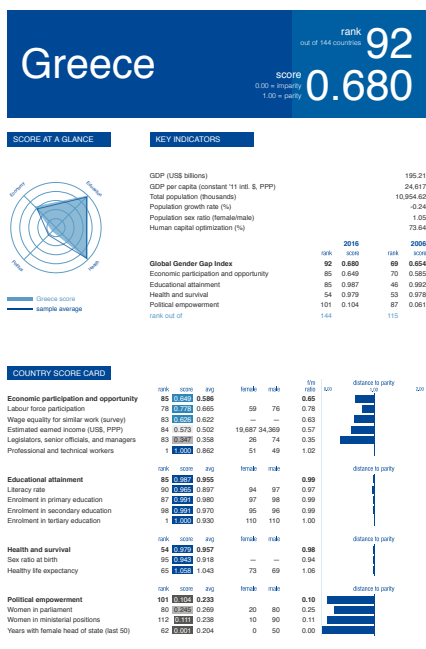 Greece
rank
out of 144 countries
92
score
0.00 = imparity
1.00 = parity
0.680
SCORE AT A GLANCE
Economy
Education
Politics
Health
Greece score
sample average
KEY INDICATORS
GDP (US$ billions) 195.21
GDP per capita (constant '11 intl. $, PPP) 24,617
Total population (thousands) 10,954.62
Population growth rate (%) -0.24
Population sex ratio (female/male) 1.05
Human capital optimization (%) 73.64
2016 2006
rank score rank score
Global Gender Gap Index 92 0.680 69 0.654
Economic participation and opportunity 85 0.649 70 0.585
Educational attainment 85 0.987 46 0.992
Health and survival 54 0.979 53 0.978
Political empowerment 101 0.104 87 0.061
rank out of 144 115
COUNTRY SCORE CARD
rank score avg female male f/m ratio distance to parity
Economic participation and opportunity 85 0.649 0.586 0.65
Labour force participation 78 0.778 0.665 59 76 0.78
Wage equality for similar work (survey) 83 0.626 0.622 — — 0.63
Estimated earned income (US$, PPP) 84 0.573 0.502 19,687 34,369 0.57
Legislators, senior officials, and managers 83 0.347 0.358 26 74 0.35
Professional and technical workers 1 1.000 0.862 51 49 1.02
rank score avg female male distance to parity
Educational attainment 85 0.987 0.955 0.99
Literacy rate 90 0.965 0.897 94 97 0.97
Enrolment in primary education 87 0.991 0.980 97 98 0.99
Enrolment in secondary education 98 0.991 0.970 95 96 0.99
Enrolment in tertiary education 1 1.000 0.930 110 110 1.00
rank score avg female male distance to parity
Health and survival 54 0.979 0.957 0.98
Sex ratio at birth 95 0.943 0.918 — — 0.94
Healthy life expectancy 65 1.058 1.043 73 69 1.06
rank score avg female male distance to parity
Political empowerment 101 0.104 0.233 0.10
Women in parliament 80 0.245 0.269 20 80 0.25
Women in ministerial positions 112 0.111 0.238 10 90 0.11
Years with female head of state (last 50) 62 0.001 0.204 0 50 0.00